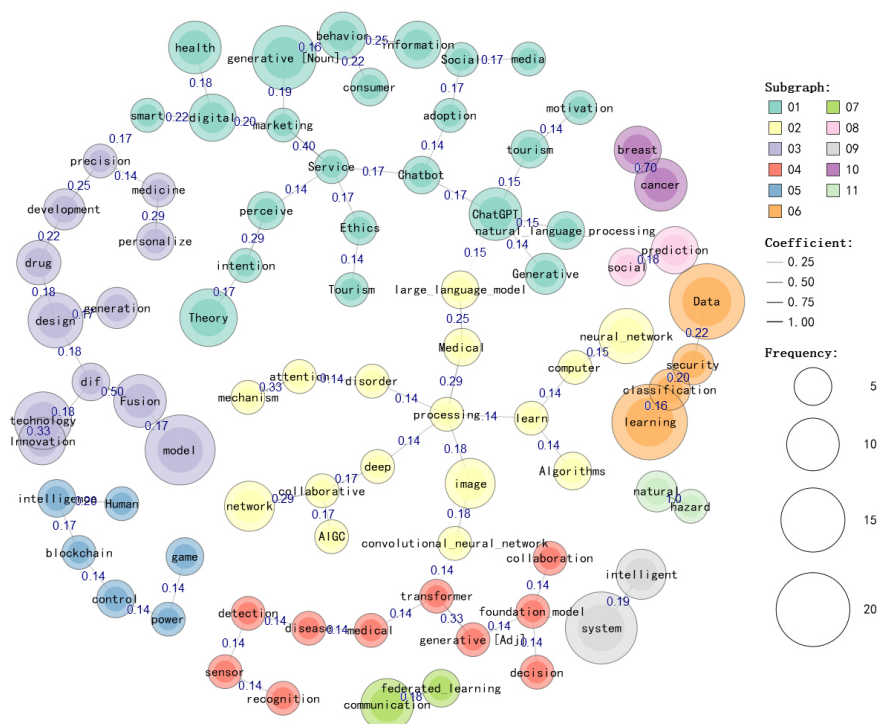 behavior
0.16
0.25
health
information
generative [Noun]
Social
0.17
media
0.22
0.18
consumer
0.17
0.19
motivation
smart
0.22
digital
0.20
marketing
adoption
0.14
0.17
0.40
0.14
tourism
breast
precision
Service
0.70
0.14
0.17
Chatbot
0.15
cancer
medicine
0.25
0.14
0.17
0.17
development
perceive
ChatGPT
0.15
0.29
Ethics
natural_language_processing
0.22
personalize
0.29
0.14
prediction
0.15
0.14
drug
intention
0.18
social
Generative
0.18
0.17
Tourism
large_language_model
Data
generation
0.17
design
Theory
0.25
0.22
neural_network
0.18
Medical
0.15
computer
security
dif
attention
0.14
disorder
0.29
0.20
0.50
mechanism
0.33
classification
Fusion
0.14
0.14
0.16
0.18
technology
processing
0.14
learn
learning
0.33
0.17
Innovation
0.14
0.18
0.14
model
deep
Algorithms
0.17
image
intelligence
0.20
Human
collaborative
natural
1.0
network
0.29
hazard
0.17
0.17
0.18
AIGC
convolutional_neural_network
blockchain
game
collaboration
0.14
0.14
intelligent
0.14
0.14
transformer
control
0.14
0.14
0.33
foundation_model
0.19
power
detection
0.14
disease
0.14
medical
system
generative [Adj]
0.14
0.14
0.14
sensor
0.14
decision
recognition
federated_learning
communication
0.18
Subgraph:
01
07
02
08
03
09
04
10
05
11
06
Coefficient:
0.25
0.50
0.75
1.00
Frequency:
5
10
15
20